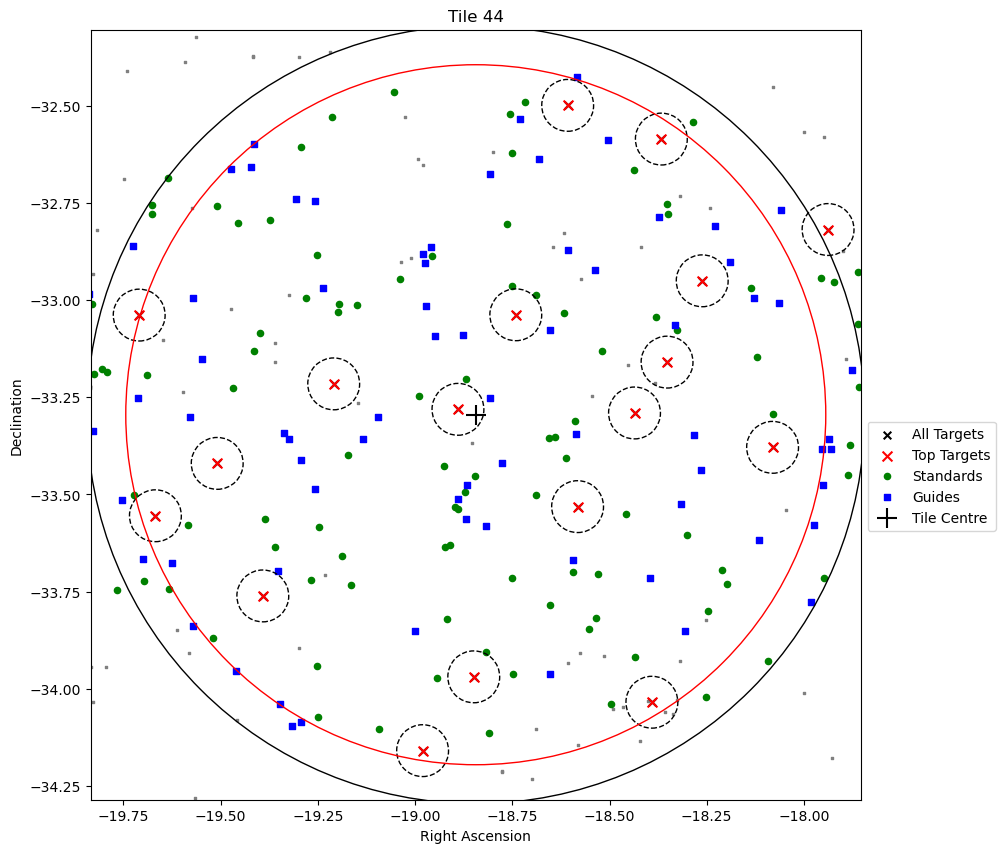 Tile 44
−32.50
−32.75
−33.00
−33.25
−33.50
−33.75
−34.00
−34.25
Declination
All Targets
Top Targets
Standards
Guides
Tile Centre
−19.75 −19.50 −19.25 −19.00 −18.75 −18.50 −18.25 −18.00
Right Ascension